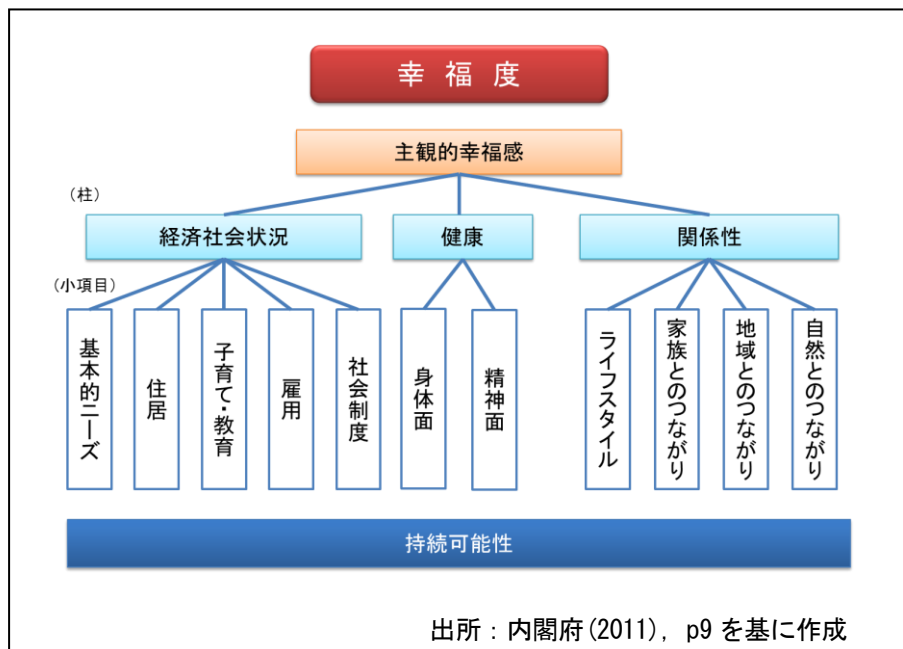 幸 福 度
主観的幸福感
（柱）
経済社会状況
健康
関係性
（小項目）
基本的ニーズ
住居
子育て・教育
雇用
社会制度
身体面
精神面
ライフスタイル
家族とのつながり
地域とのつながり
自然とのつながり
持続可能性
出所：内閣府(2011)，p9 を基に作成